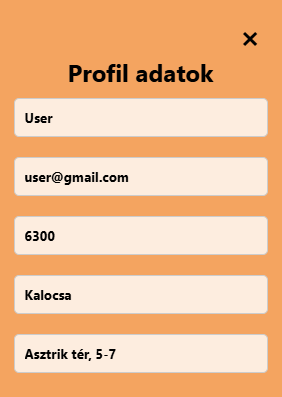 ✕
Profil adatok
User
user@gmail.com
6300
Kalocsa
Asztrik tér, 5-7